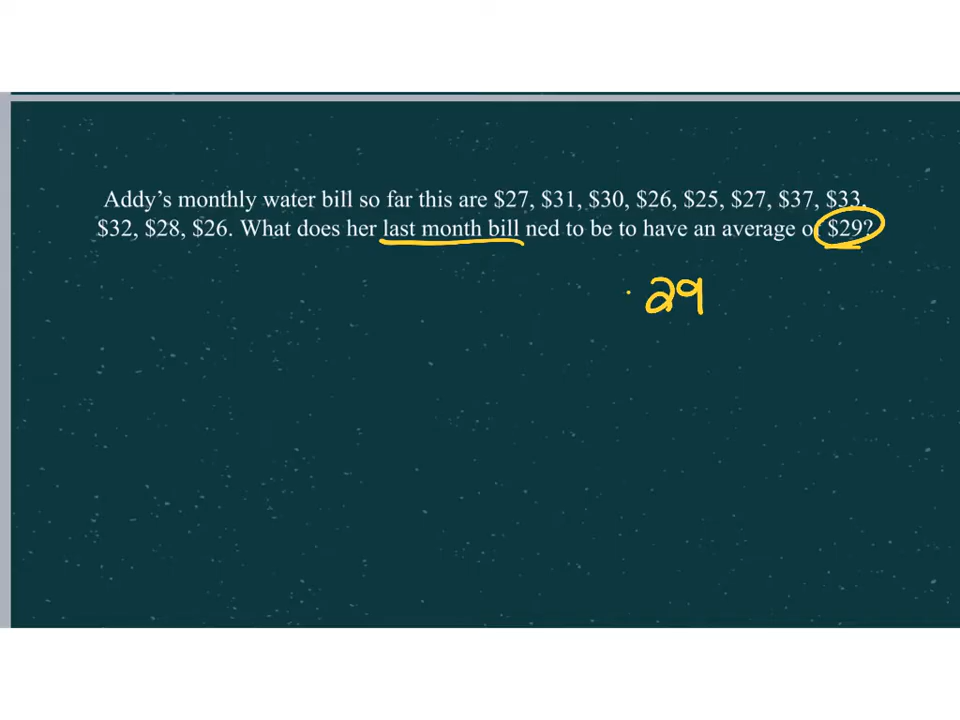 Addy’s monthly water bill so far this are $27, $31, $30, $26, $25, $27, $37, $33,
$32, $28, $26. What does her last month bill ned to be to have an average of $29?
29